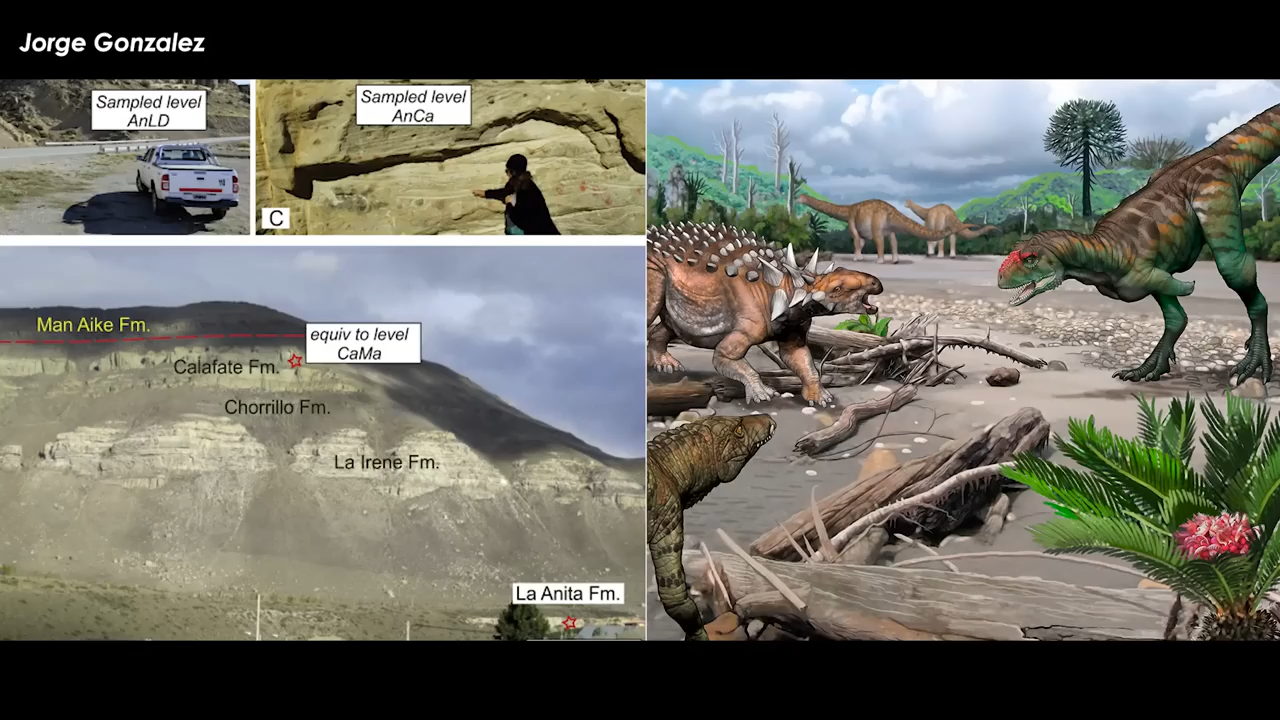 Jorge Gonzalez
Sampled level
AnLD
Sampled level
AnCa
C
Man Aike Fm.
equiv to level
CaMa
Calafate Fm.
Chorrillo Fm.
La Irene Fm.
La Anita Fm.